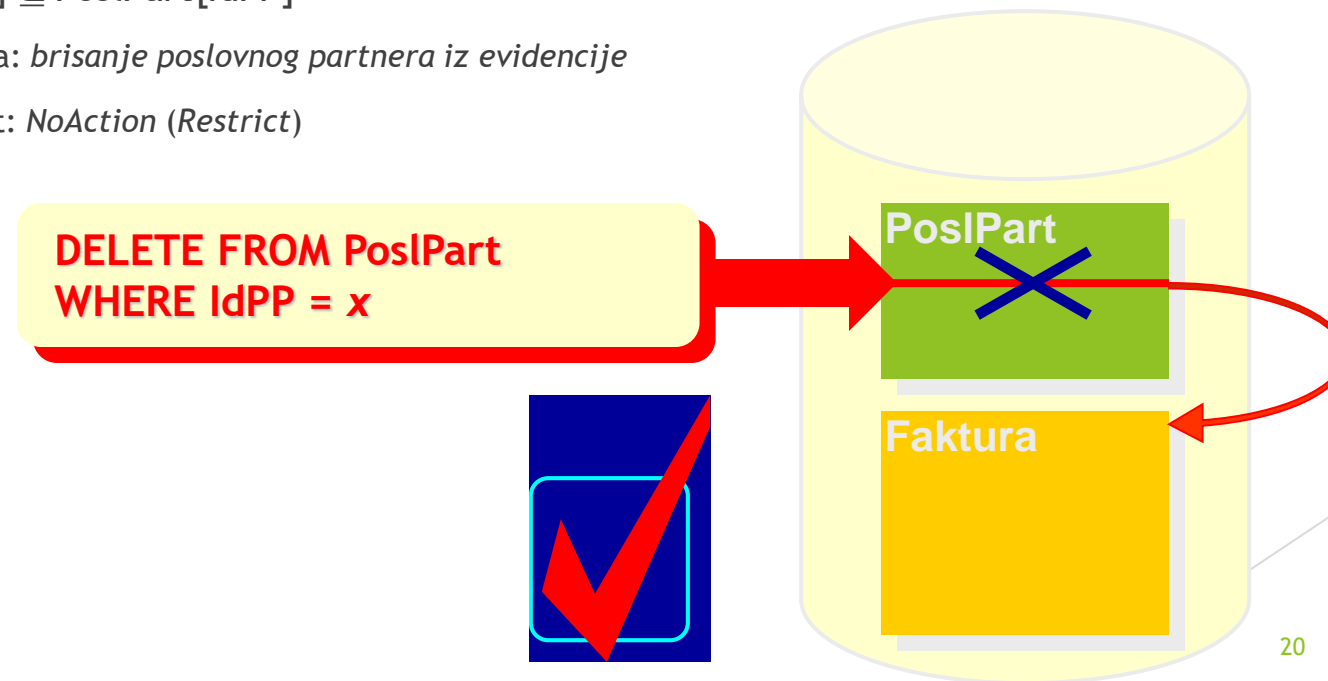 a: brisanje poslovnog partnera iz evidencije
t: NoAction (Restrict)
DELETE FROM PoslPart
WHERE IdPP = x
PoslPart
Faktura
20